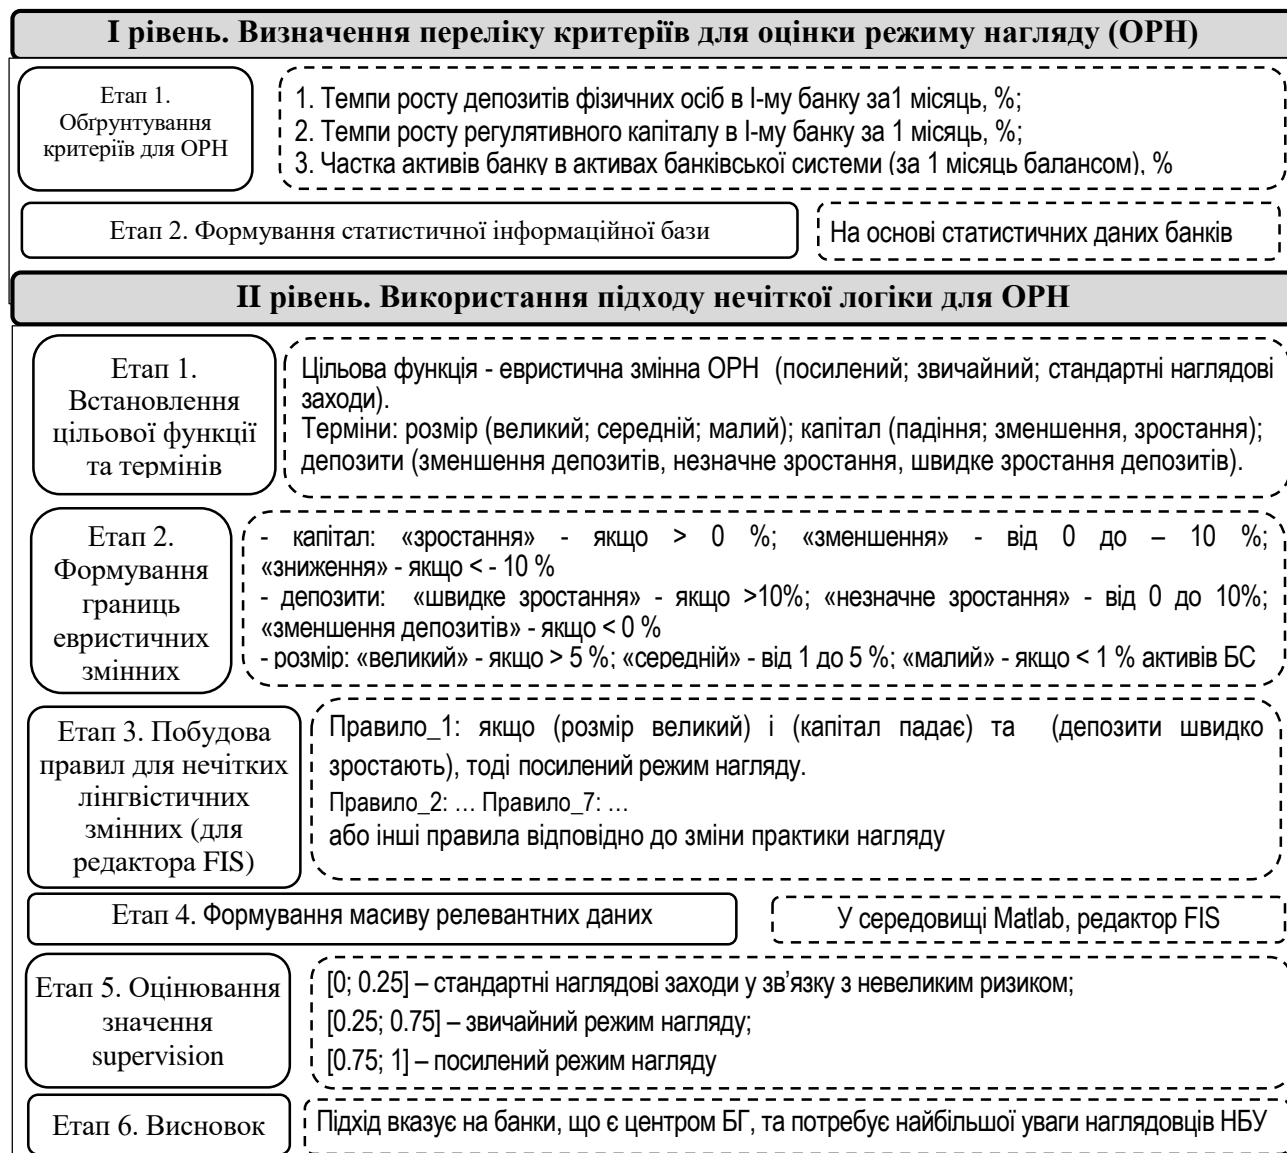 І рівень. Визначення переліку критеріїв для оцінки режиму нагляду (ОРН)
Етап 1.
Обґрунтування
критеріїв для ОРН
1. Темпи росту депозитів фізичних осіб в І-му банку за1 місяць, %;
2. Темпи росту регулятивного капіталу в І-му банку за 1 місяць, %;
3. Частка активів банку в активах банківської системи (за 1 місяць балансом), %
Етап 2. Формування статистичної інформаційної бази
На основі статистичних даних банків
ІІ рівень. Використання підходу нечіткої логіки для ОРН
Етап 1.
Встановлення
цільової функції
та термінів
Цільова функція - евристична змінна ОРН (посилений; звичайний; стандартні наглядові
заходи).
Терміни: розмір (великий; середній; малий); капітал (падіння; зменшення, зростання);
депозити (зменшення депозитів, незначне зростання, швидке зростання депозитів).
Етап 2.
Формування
границь
евристичних
змінних
- капітал: «зростання» - якщо > 0 %; «зменшення» - від 0 до – 10 %;
«зниження» - якщо < - 10 %
- депозити: «швидке зростання» - якщо >10%; «незначне зростання» - від 0 до 10%;
«зменшення депозитів» - якщо < 0 %
- розмір: «великий» - якщо > 5 %; «середній» - від 1 до 5 %; «малий» - якщо < 1 % активів БС
Етап 3. Побудова
правил для нечітких
лінгвістичних
змінних (для
редактора FIS)
Правило_1: якщо (розмір великий) і (капітал падає) та (депозити швидко
зростають), тоді посилений режим нагляду.
Правило_2: … Правило_7: …
або інші правила відповідно до зміни практики нагляду
Етап 4. Формування масиву релевантних даних
У середовищі Matlab, редактор FIS
Етап 5. Оцінювання
значення
supervision
[0; 0.25] – стандартні наглядові заходи у зв’язку з невеликим ризиком;
[0.25; 0.75] – звичайний режим нагляду;
[0.75; 1] – посилений режим нагляду
Етап 6. Висновок
Підхід вказує на банки, що є центром БГ, та потребує найбільшої уваги наглядовців НБУ